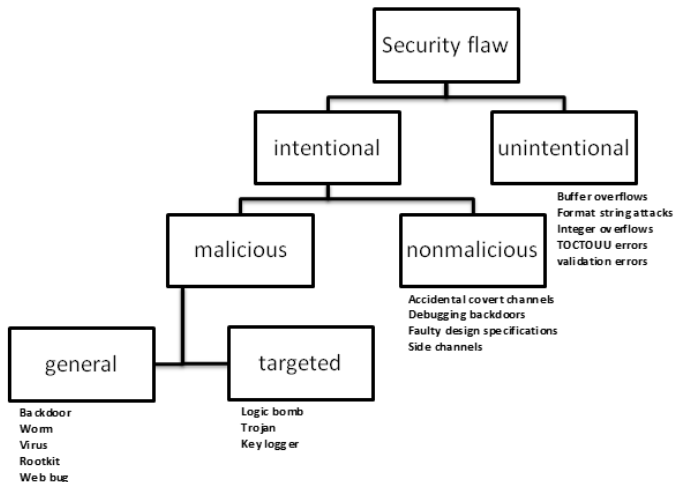 Security flaw
intentional
unintentional
Buffer overflows
Format string attacks
Integer overflows
TOCTOUU errors
validation errors
malicious
nonmalicious
Accidental covert channels
Debugging backdoors
Faulty design specifications
Side channels
general
targeted
Backdoor
Worm
Virus
Rootkit
Web bug
Logic bomb
Trojan
Key logger